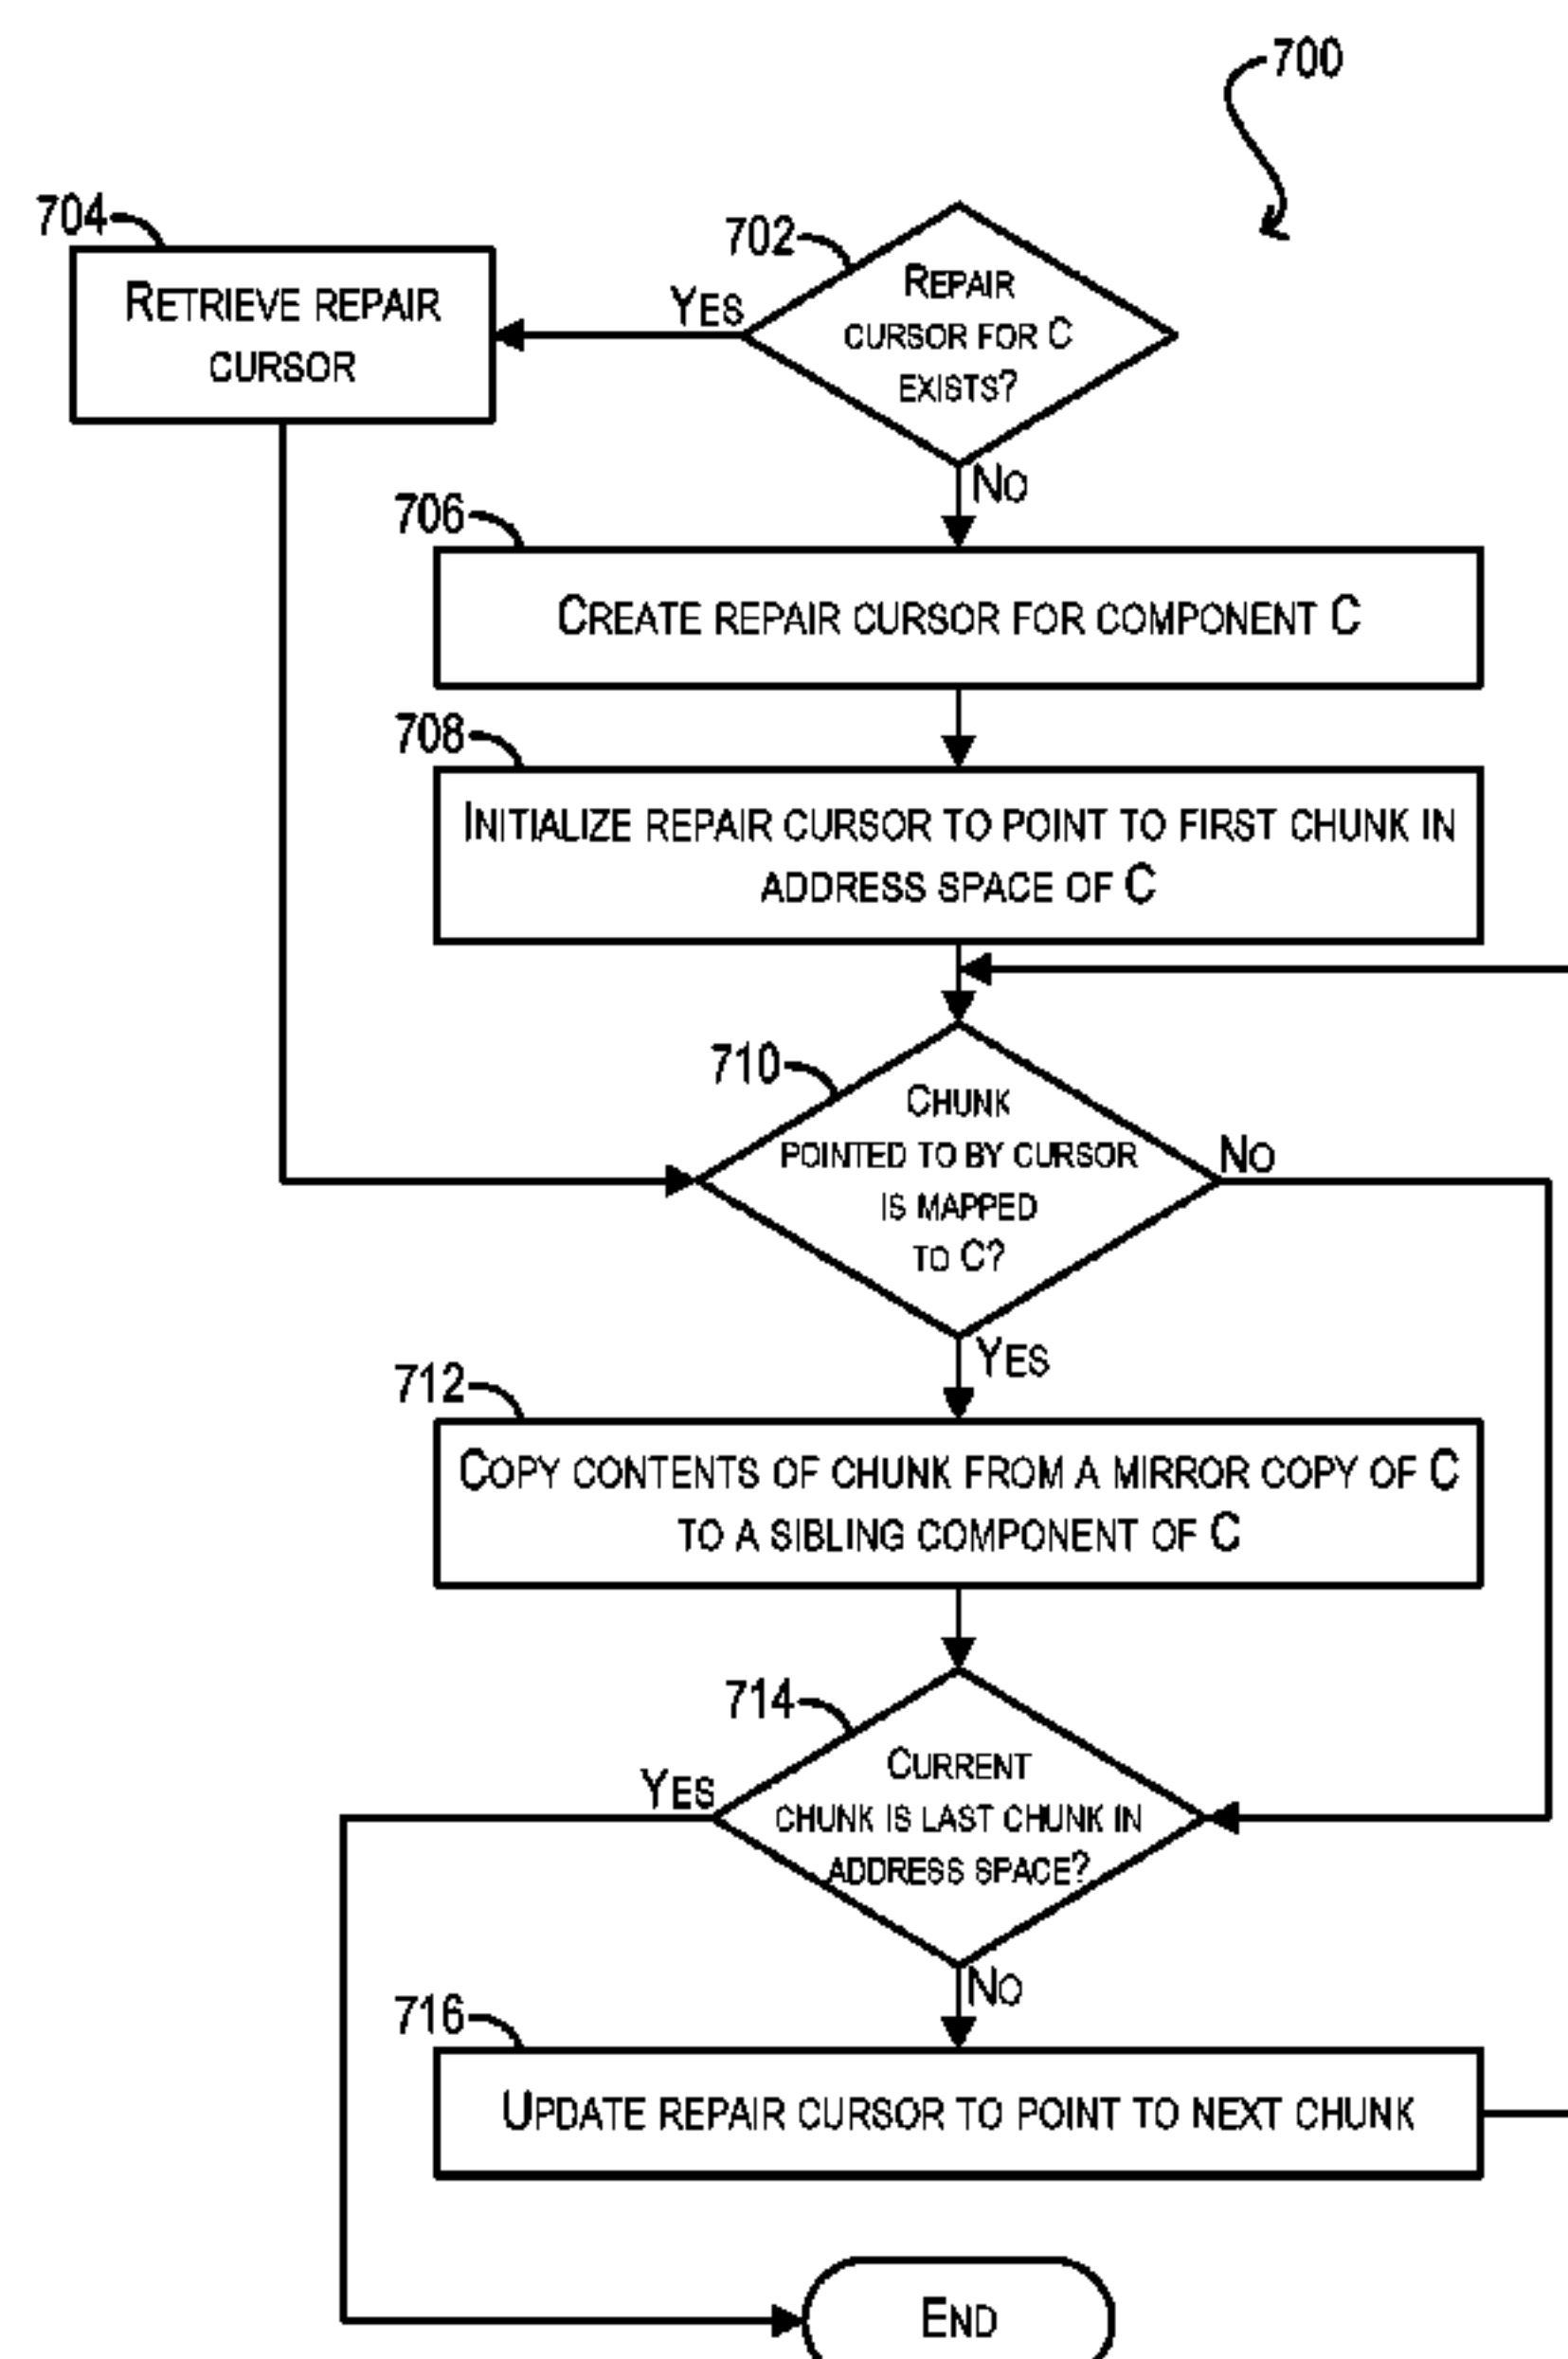 700
704
702
Repair
cursor for C
exists?
Yes
Retrieve repair
cursor
No
706
Create repair cursor for component C
708
Initialize repair cursor to point to first chunk in
address space of C
710
Chunk
pointed to by cursor
is mapped
to C?
No
Yes
712
Copy contents of chunk from a mirror copy of C
to a sibling component of C
714
Current
chunk is last chunk in
address space?
Yes
No
716
Update repair cursor to point to next chunk
End